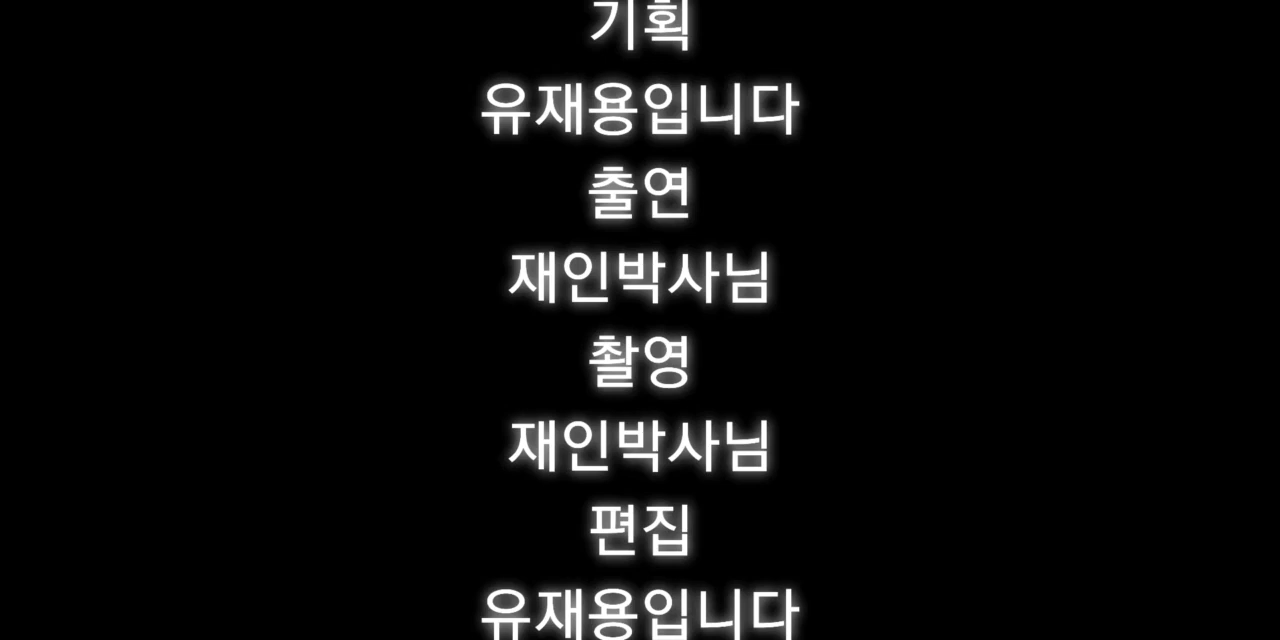 기획
유재용입니다
출연
재인박사님
촬영
재인박사님
편집
유재용입니다